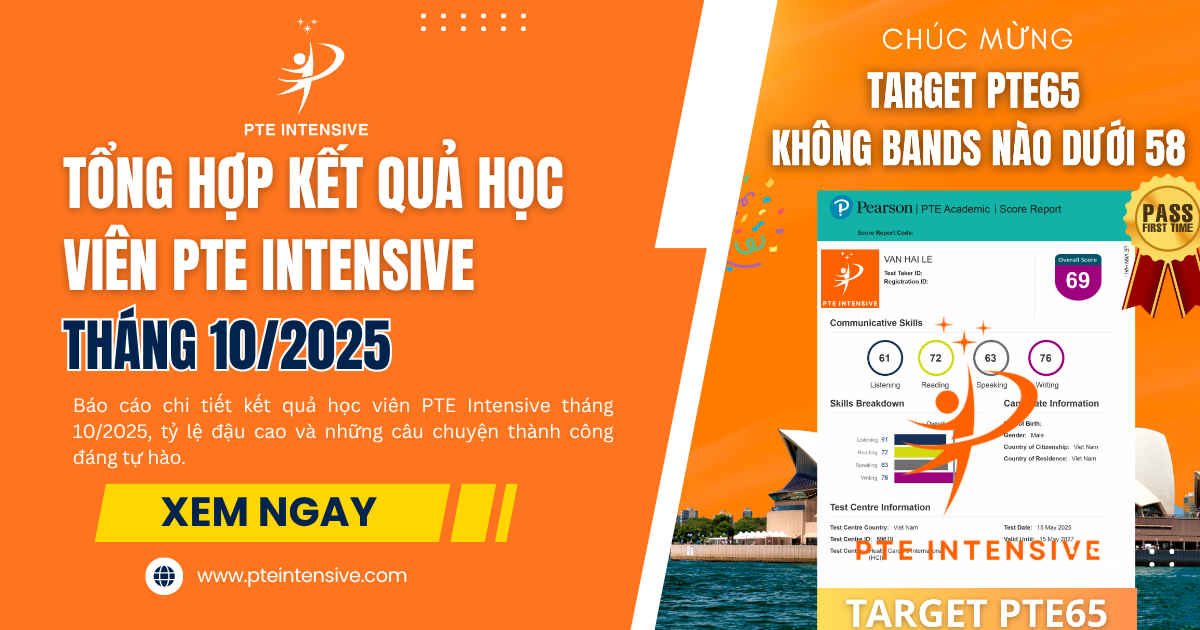 PTE INTENSIVE
TỔNG HỢP KẾT QUẢ HỌC
VIÊN PTE INTENSIVE
THÁNG 10/2025
Báo cáo chi tiết kết quả học viên PTE Intensive tháng
10/2025, tỷ lệ đậu cao và những câu chuyện thành công
đáng tự hào.
XEM NGAY
www.pteintensive.com
CHÚC MỪNG
TARGET PTE65
KHÔNG BANDS NÀO DƯỚI 58
PASS
FIRST TIME
Pearson | PTE Academic | Score Report
Score Report Code:
VAN HAI LE
Test Taker ID:
Registration ID:
PTE INTENSIVE
Overall Score
69
Communicative Skills
61 72 63 76
Listening Reading Speaking Writing
Skills Breakdown
Listening 61
Reading 72
Speaking 63
Writing 76
Information
Birth:
Gender: Male
Country of Citizenship: Viet Nam
Country of Residence: Viet Nam
Test Centre Information
Test Centre Country: Viet Nam
Test Centre ID:
Test Date: 15 May 2025
Valid Until: 15 May 2027
(HCI)
PTE INTENSIVE
TARGET PTE65